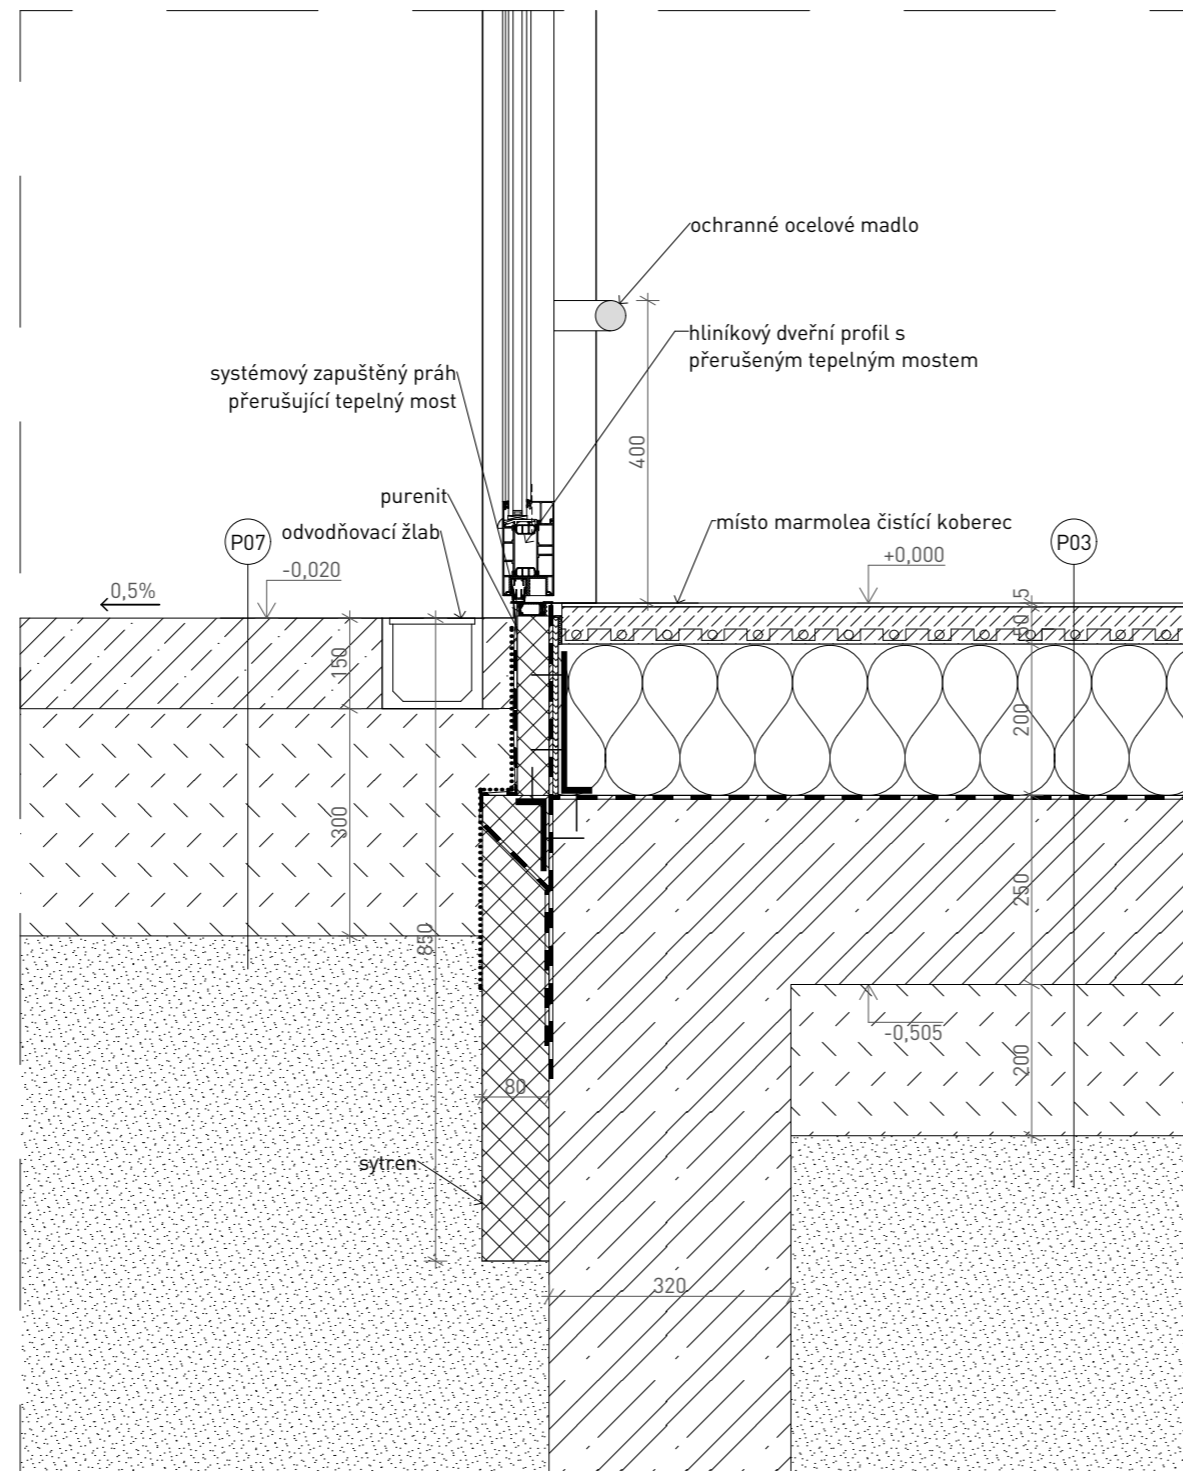 ochranné ocelové madlo
hliníkový dveřní profil s
přerušeným tepelným mostem
systémový zapuštěný práh
přerušující tepelný most
400
purenit
odvodňovací žlab
místo marmolea čistící koberec
P07
P03
-0,020
+0,000
0,5%
5
50
150
200
300
850
250
-0,505
200
80
sytren
320